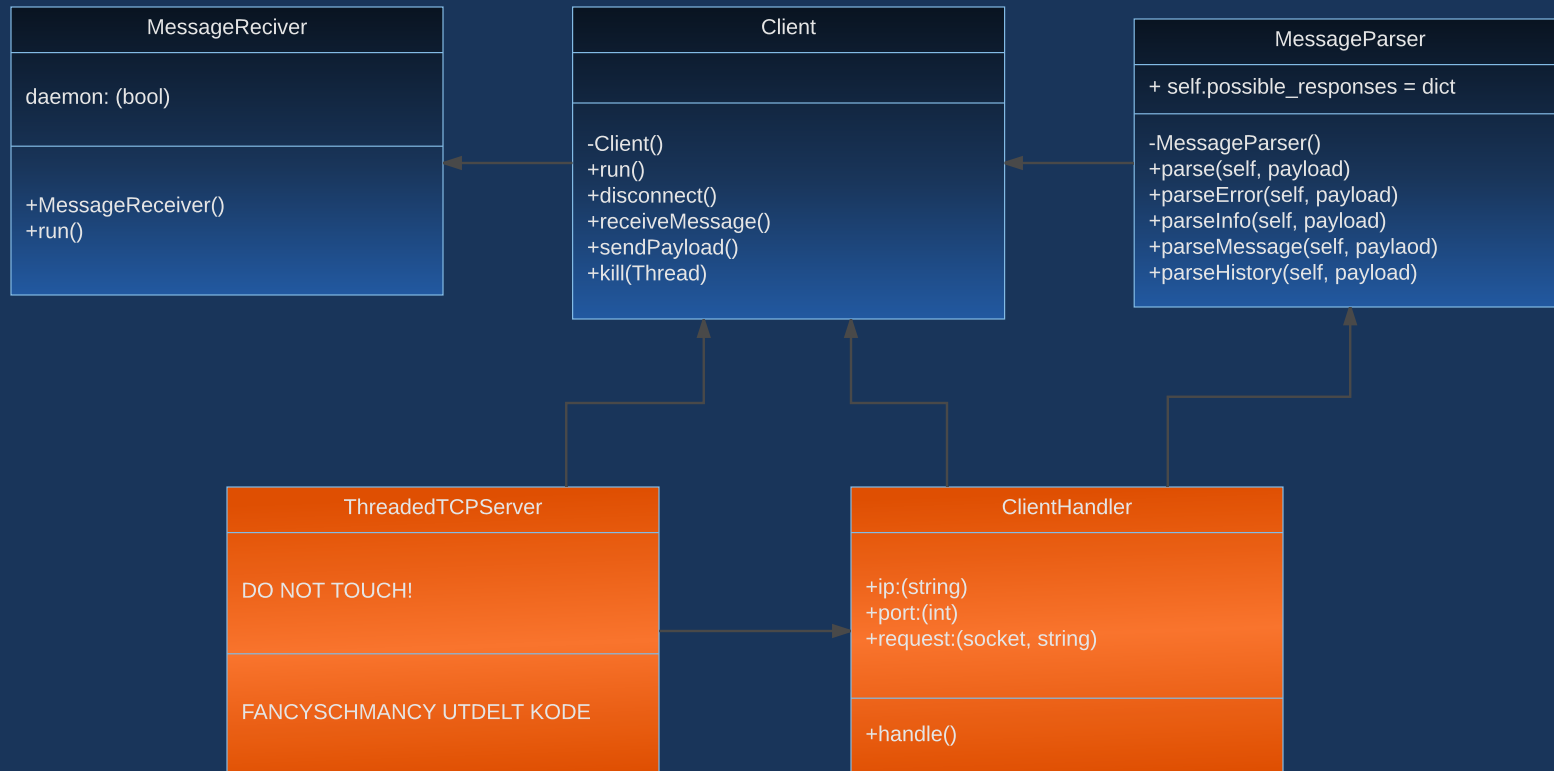 MessageReciver
daemon: (bool)
+MessageReceiver()
+run()
Client
-Client()
+run()
+disconnect()
+receiveMessage()
+sendPayload()
+kill(Thread)
MessageParser
+ self.possible_responses = dict
-MessageParser()
+parse(self, payload)
+parseError(self, payload)
+parseInfo(self, payload)
+parseMessage(self, paylaod)
+parseHistory(self, payload)
ThreadedTCPServer
DO NOT TOUCH!
FANCYSCHMANCY UTDELT KODE
ClientHandler
+ip:(string)
+port:(int)
+request:(socket, string)
+handle()